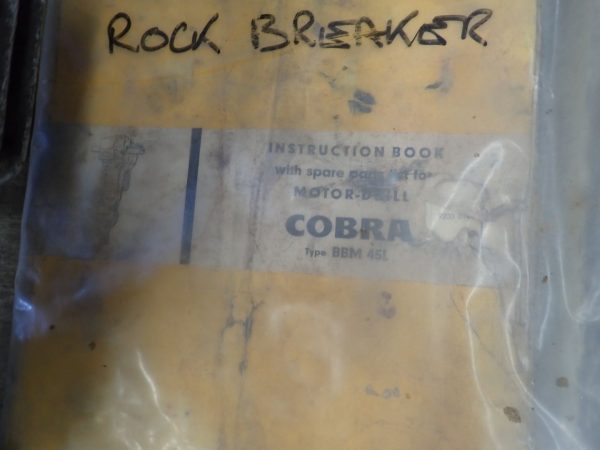 ROCK BREAKER
INSTRUCTION BOOK
with spare parts list for
MOTOR-DRILL
COBRA
Type BBM 45L